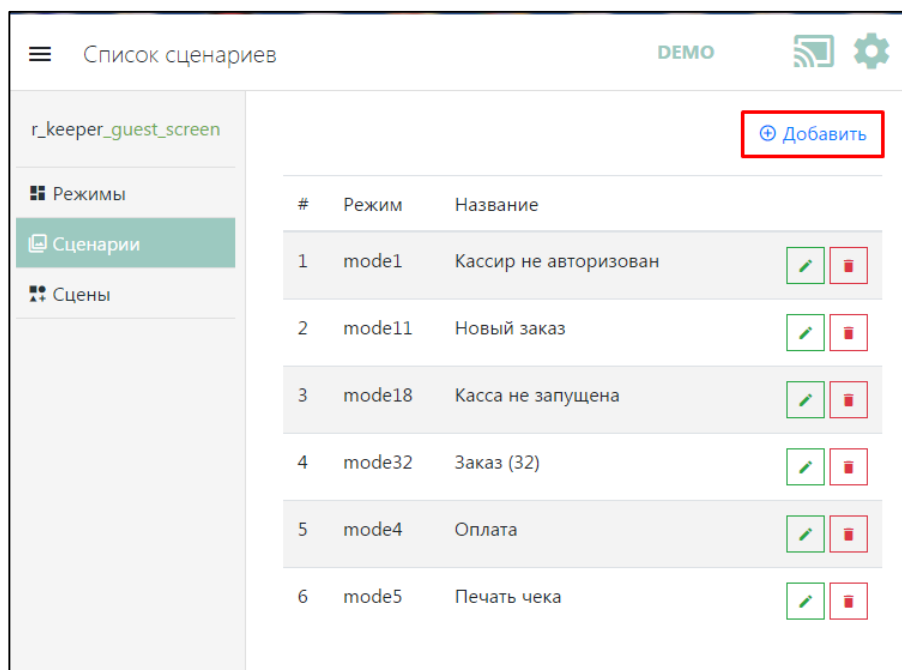 Список сценариев DEMO
r_keeper_guest_screen
Добавить
Режимы
Сценарии
Сцены
# Режим Название
1 mode1 Кассир не авторизован
2 mode11 Новый заказ
3 mode18 Касса не запущена
4 mode32 Заказ (32)
5 mode4 Оплата
6 mode5 Печать чека